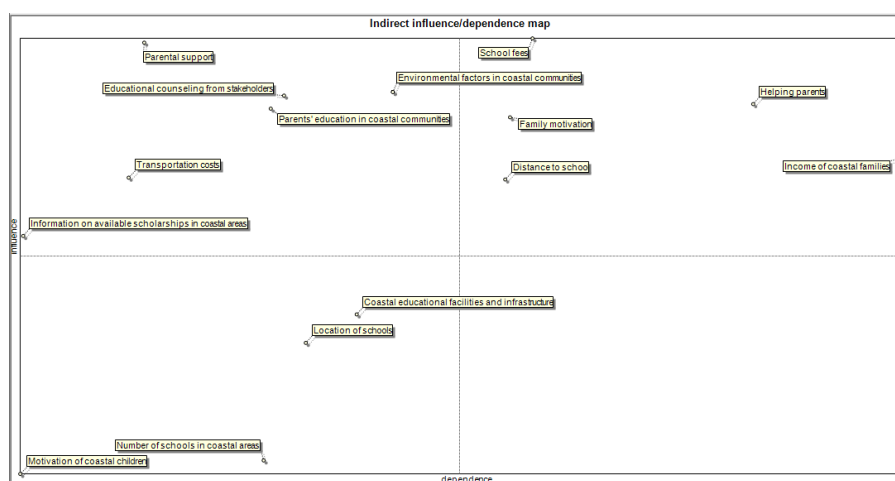 Indirect influence/dependence map
School fees
Parental support
Environmental factors in coastal communities
Educational counseling from stakeholders
Helping parents
Parents' education in coastal communities
Family motivation
Transportation costs
Distance to school
Income of coastal families
Information on available scholarships in coastal areas
influence
Coastal educational facilities and infrastructure
Location of schools
Number of schools in coastal areas
Motivation of coastal children
dependence